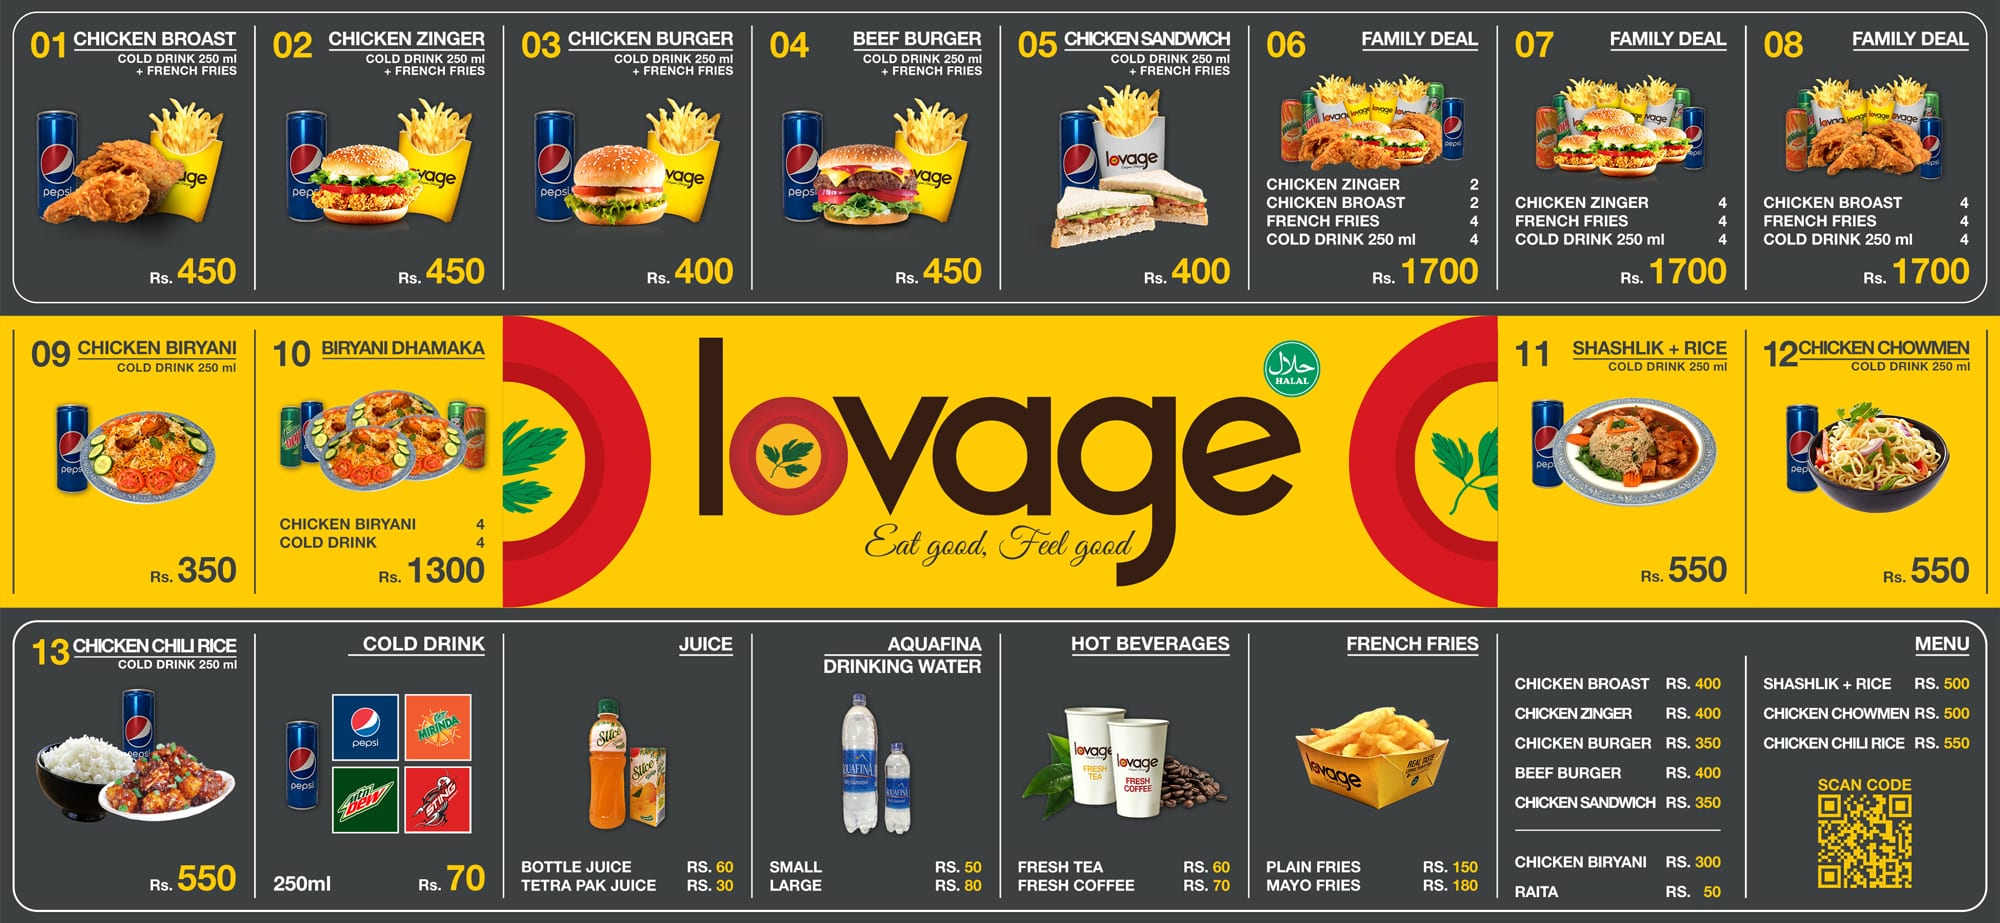 01 CHICKEN BROAST
COLD DRINK 250 ml
+ FRENCH FRIES
pepsi
Rs. 450
02 CHICKEN ZINGER
COLD DRINK 250 ml
+ FRENCH FRIES
Rs. 450
03 CHICKEN BURGER
COLD DRINK 250 ml
+ FRENCH FRIES
pepsi
Rs. 400
04 BEEF BURGER
COLD DRINK 250 ml
+ FRENCH FRIES
Rs. 450
05 CHICKEN SANDWICH
COLD DRINK 250 ml
+ FRENCH FRIES
lovage
Rs. 400
06 FAMILY DEAL
lovage
pepsi
CHICKEN ZINGER 2
CHICKEN BROAST 2
FRENCH FRIES 4
COLD DRINK 250 ml 4
Rs. 1700
07 FAMILY DEAL
CHICKEN ZINGER 4
FRENCH FRIES 4
COLD DRINK 250 ml 4
Rs. 1700
08 FAMILY DEAL
pepsi
CHICKEN BROAST 4
FRENCH FRIES 4
COLD DRINK 250 ml 4
Rs. 1700
09 CHICKEN BIRYANI
COLD DRINK 250 ml
Rs. 350
10 BIRYANI DHAMAKA
CHICKEN BIRYANI 4
COLD DRINK 4
Rs. 1300
lovage
Eat good, Feel good
حلال
HALAL
11 SHASHLIK + RICE
COLD DRINK 250 ml
Rs. 550
12 CHICKEN CHOWMEN
COLD DRINK 250 ml
Rs. 550
13 CHICKEN CHILI RICE
COLD DRINK 250 ml
Rs. 550
COLD DRINK
pepsi
pepsi
MIRINDA
Mtn DEW
STING
250ml Rs. 70
JUICE
Slice
Slice
BOTTLE JUICE RS. 60
TETRA PAK JUICE RS. 30
AQUAFINA
DRINKING WATER
AQUAFINA
AQUAFINA
SMALL RS. 50
LARGE RS. 80
HOT BEVERAGES
lovage
FRESH
TEA
lovage
FRESH
COFFEE
FRESH TEA RS. 60
FRESH COFFEE RS. 70
FRENCH FRIES
lovage
REAL TASTE
PLAIN FRIES RS. 150
MAYO FRIES RS. 180
MENU
CHICKEN BROAST RS. 400
CHICKEN ZINGER RS. 400
CHICKEN BURGER RS. 350
BEEF BURGER RS. 400
CHICKEN SANDWICH RS. 350
CHICKEN BIRYANI RS. 300
RAITA RS. 50
SHASHLIK + RICE RS. 500
CHICKEN CHOWMEN RS. 500
CHICKEN CHILI RICE RS. 550
SCAN CODE